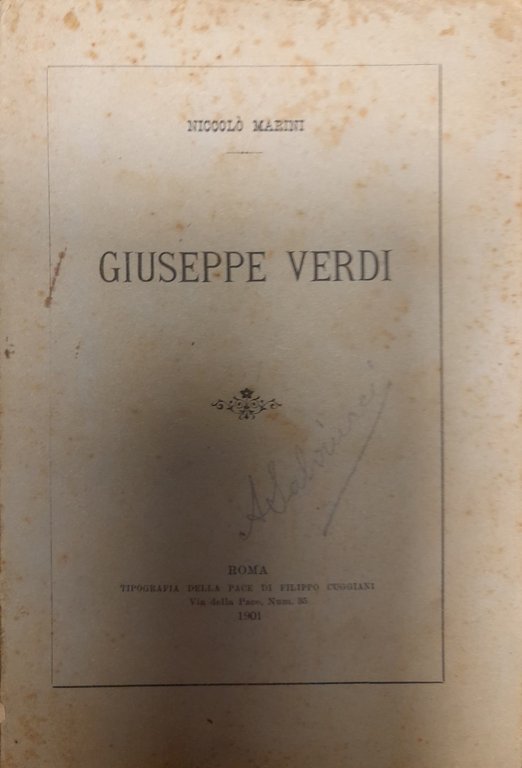 NICCOLÒ MARINI
GIUSEPPE VERDI
ROMA
TIPOGRAFIA DELLA PACE DI FILIPPO CUGGIANI
Via della Pace, Num. 35
1901